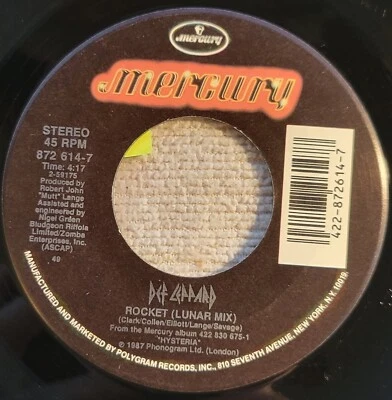 mercury
mercury
STEREO
45 RPM
872 614-7
Time: 4:17
2-59175
Produced by
Robert John
"Mutt" Lange
Assisted and
engineered by
Nigel Green
Bludgeon Riffola
Limited/Zomba
Enterprises, Inc.
(ASCAP)
49
422-872614-7
DEF LEPPARD
ROCKET (LUNAR MIX)
(Clark/Collen/Elliott/Lange/Savage)
From the Mercury album 422 830 675-1
"HYSTERIA"
℗ 1987 Phonogram Ltd. (London)
MANUFACTURED AND MARKETED BY POLYGRAM RECORDS, INC., 810 SEVENTH AVENUE, NEW YORK, N.Y. 10019.